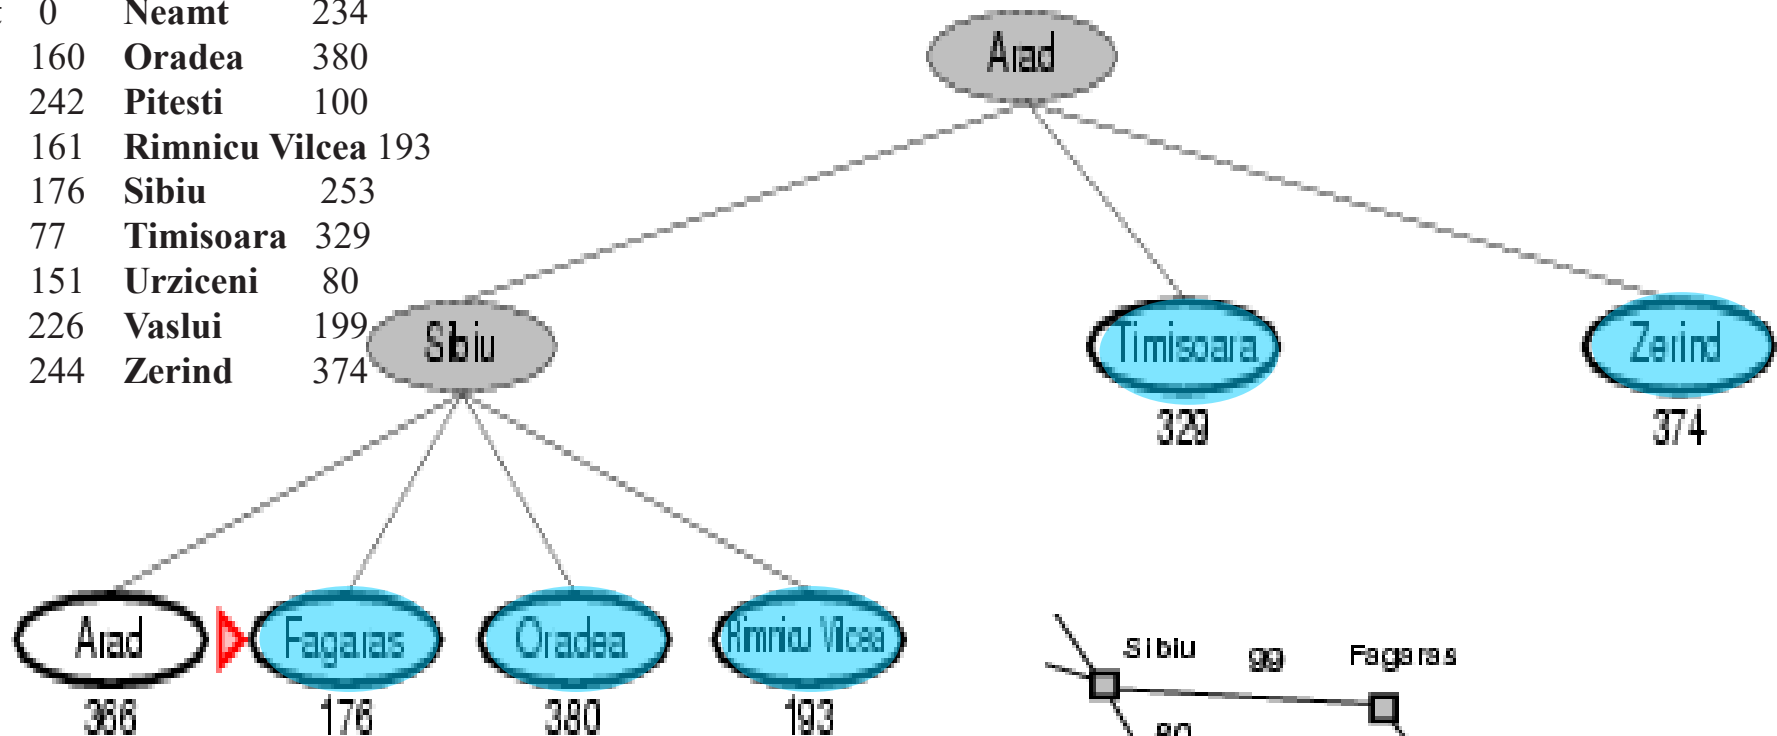 0 Neamt 234
160 Oradea 380
242 Pitesti 100
161 Rimnicu Vilcea 193
176 Sibiu 253
77 Timisoara 329
151 Urziceni 80
226 Vaslui 199
244 Zerind 374
Arad
Sibiu
Timisoara
Zerind
329
374
Arad
Fagaras
Oradea
Rimnicu Vilcea
366
176
380
193
Sibiu 99 Fagaras
80